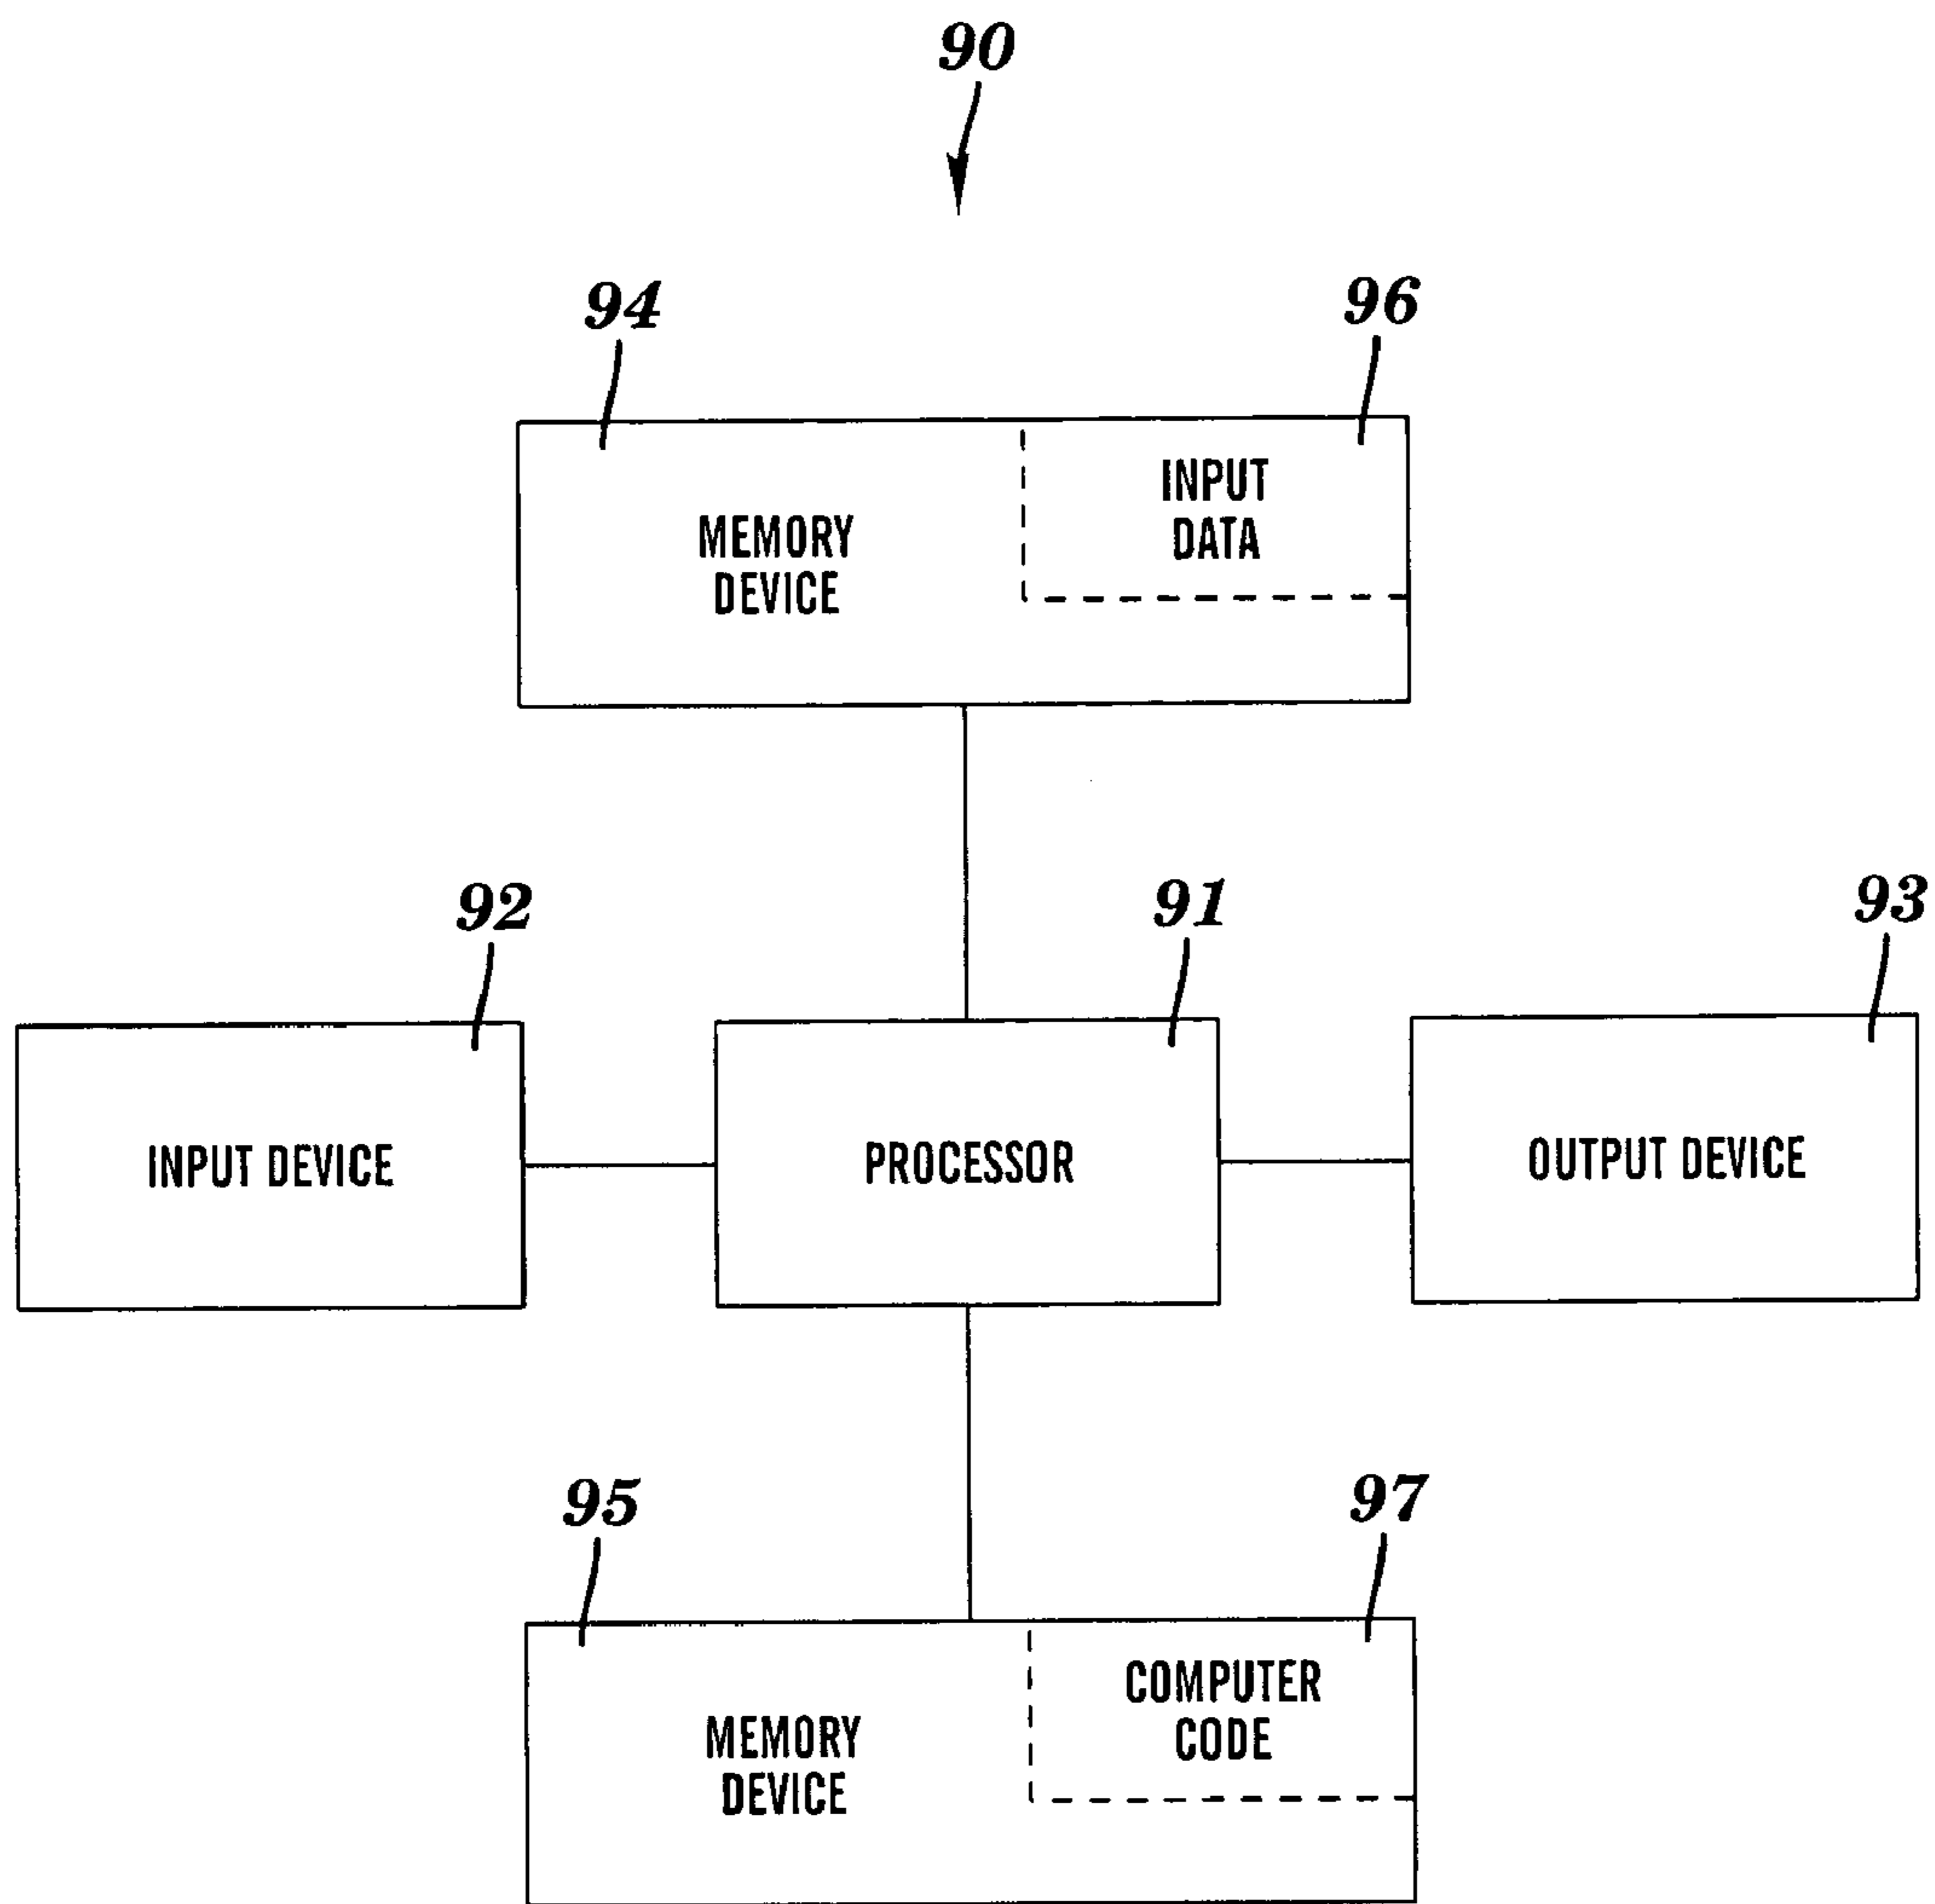 90
94
96
INPUT
DATA
MEMORY
DEVICE
92
91
93
INPUT DEVICE
PROCESSOR
OUTPUT DEVICE
95
97
COMPUTER
CODE
MEMORY
DEVICE